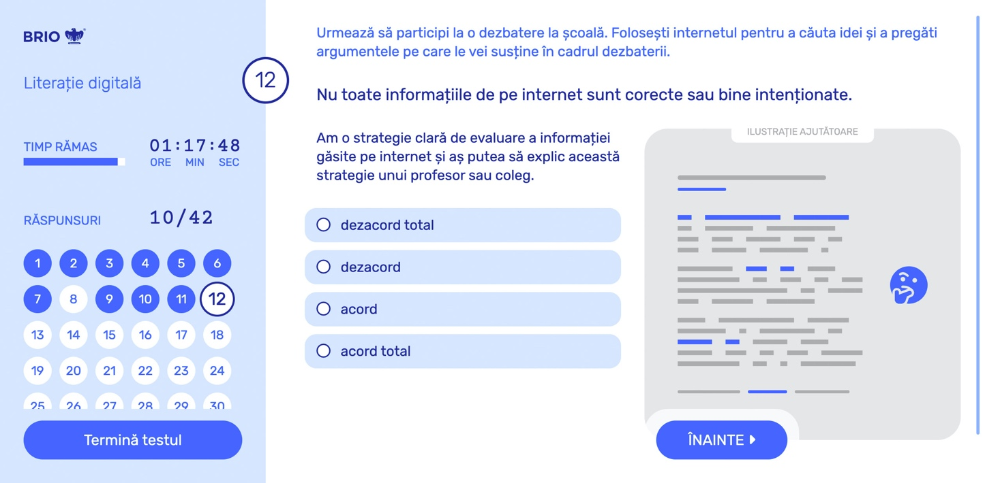 BRIO
Literație digitală
TIMP RĂMAS
01:17:48
ORE MIN SEC
RĂSPUNSURI
10/42
1 2 3 4 5 6
7 8 9 10 11 12
13 14 15 16 17 18
19 20 21 22 23 24
25 26 27 28 29 30
Termină testul
12
Urmează să participi la o dezbatere la școală. Folosești internetul pentru a căuta idei și a pregăti
argumentele pe care le vei susține în cadrul dezbaterii.
Nu toate informațiile de pe internet sunt corecte sau bine intenționate.
Am o strategie clară de evaluare a informației
găsite pe internet și aș putea să explic această
strategie unui profesor sau coleg.
dezacord total
dezacord
acord
acord total
ILUSTRAȚIE AJUTĂTOARE
ÎNAINTE